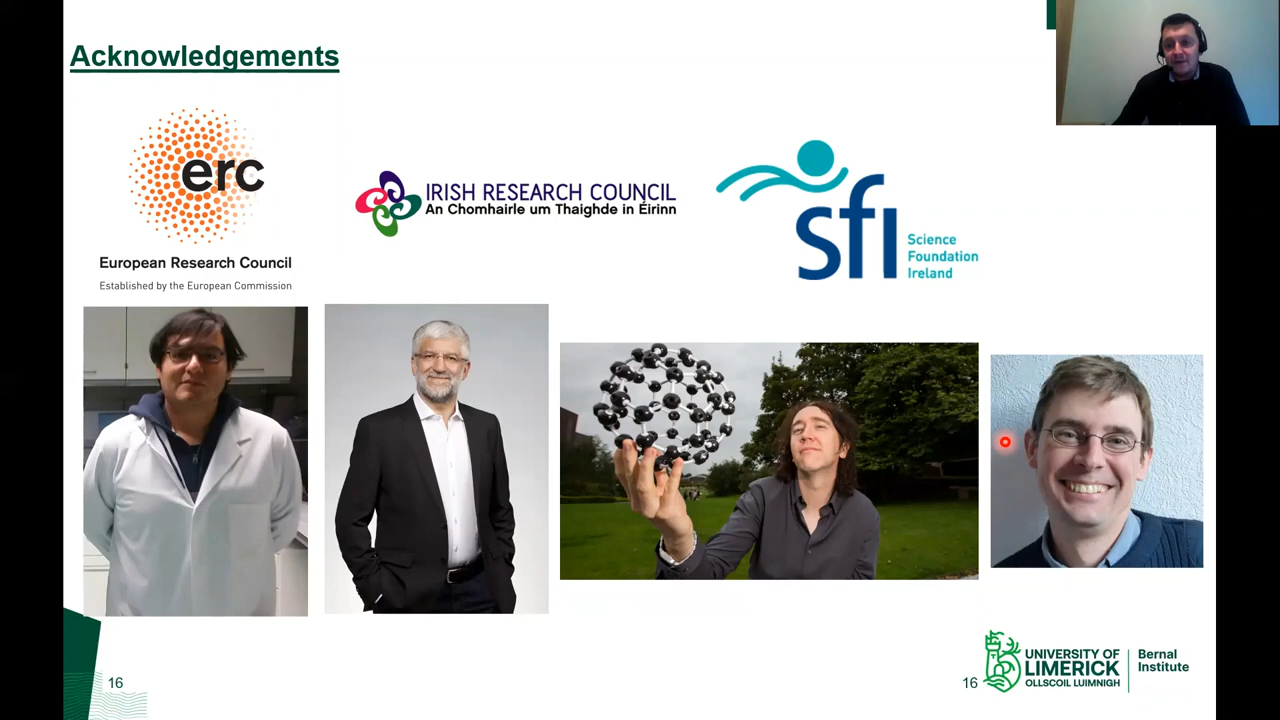 Acknowledgements
erc
European Research Council
Established by the European Commission
IRISH RESEARCH COUNCIL
An Chomhairle um Thaighde in Éirinn
sfi
Science
Foundation
Ireland
16
16
UNIVERSITY OF
LIMERICK
OLLSCOIL LUIMNIGH
Bernal
Institute